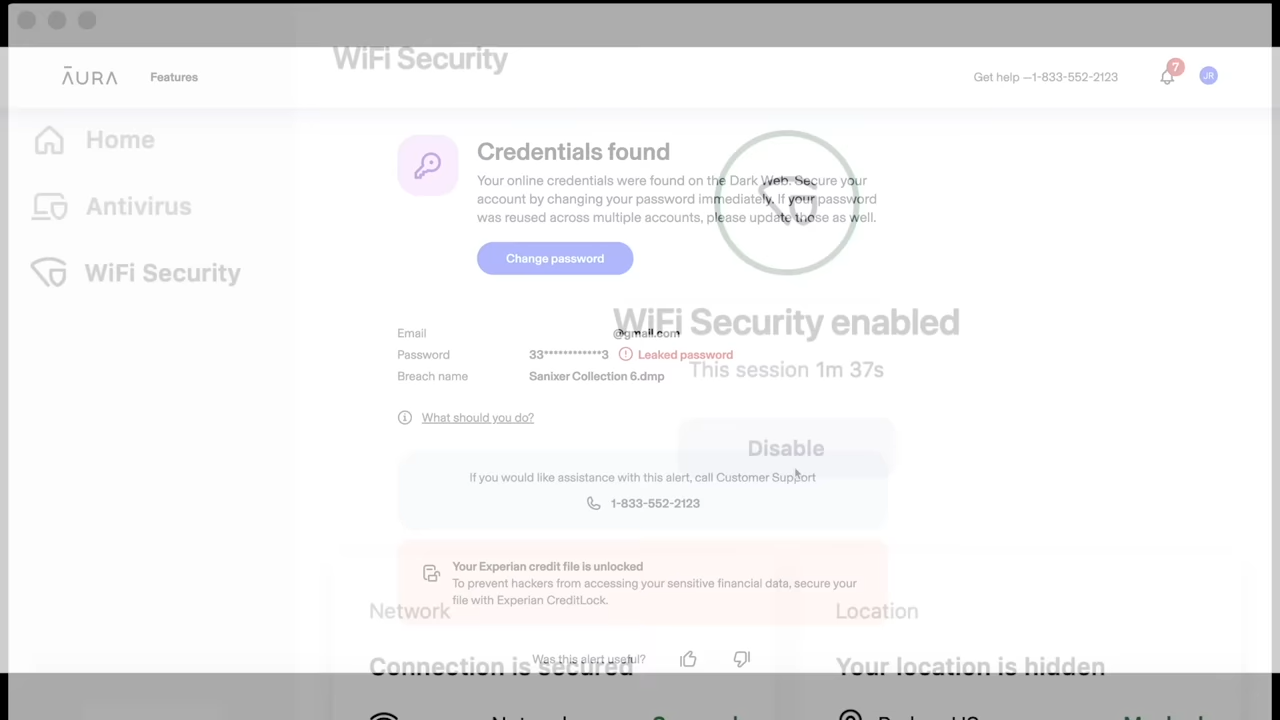 WiFi Security
ĀURA
Features
Get help —1-833-552-2123
7
JR
Home
Antivirus
WiFi Security
Credentials found
Your online credentials were found on the Dark Web. Secure your
account by changing your password immediately. If your password
was reused across multiple accounts, please update those as well.
Change password
WiFi Security enabled
This session 1m 37s
Disable
Email
@gmail.com
Password
33************3
Leaked password
Breach name
Sanixer Collection 6.dmp
What should you do?
If you would like assistance with this alert, call Customer Support
1-833-552-2123
Your Experian credit file is unlocked
To prevent hackers from accessing your sensitive financial data, secure your
file with Experian CreditLock.
Network
Location
Was this alert useful?
Connection is secured
Your location is hidden